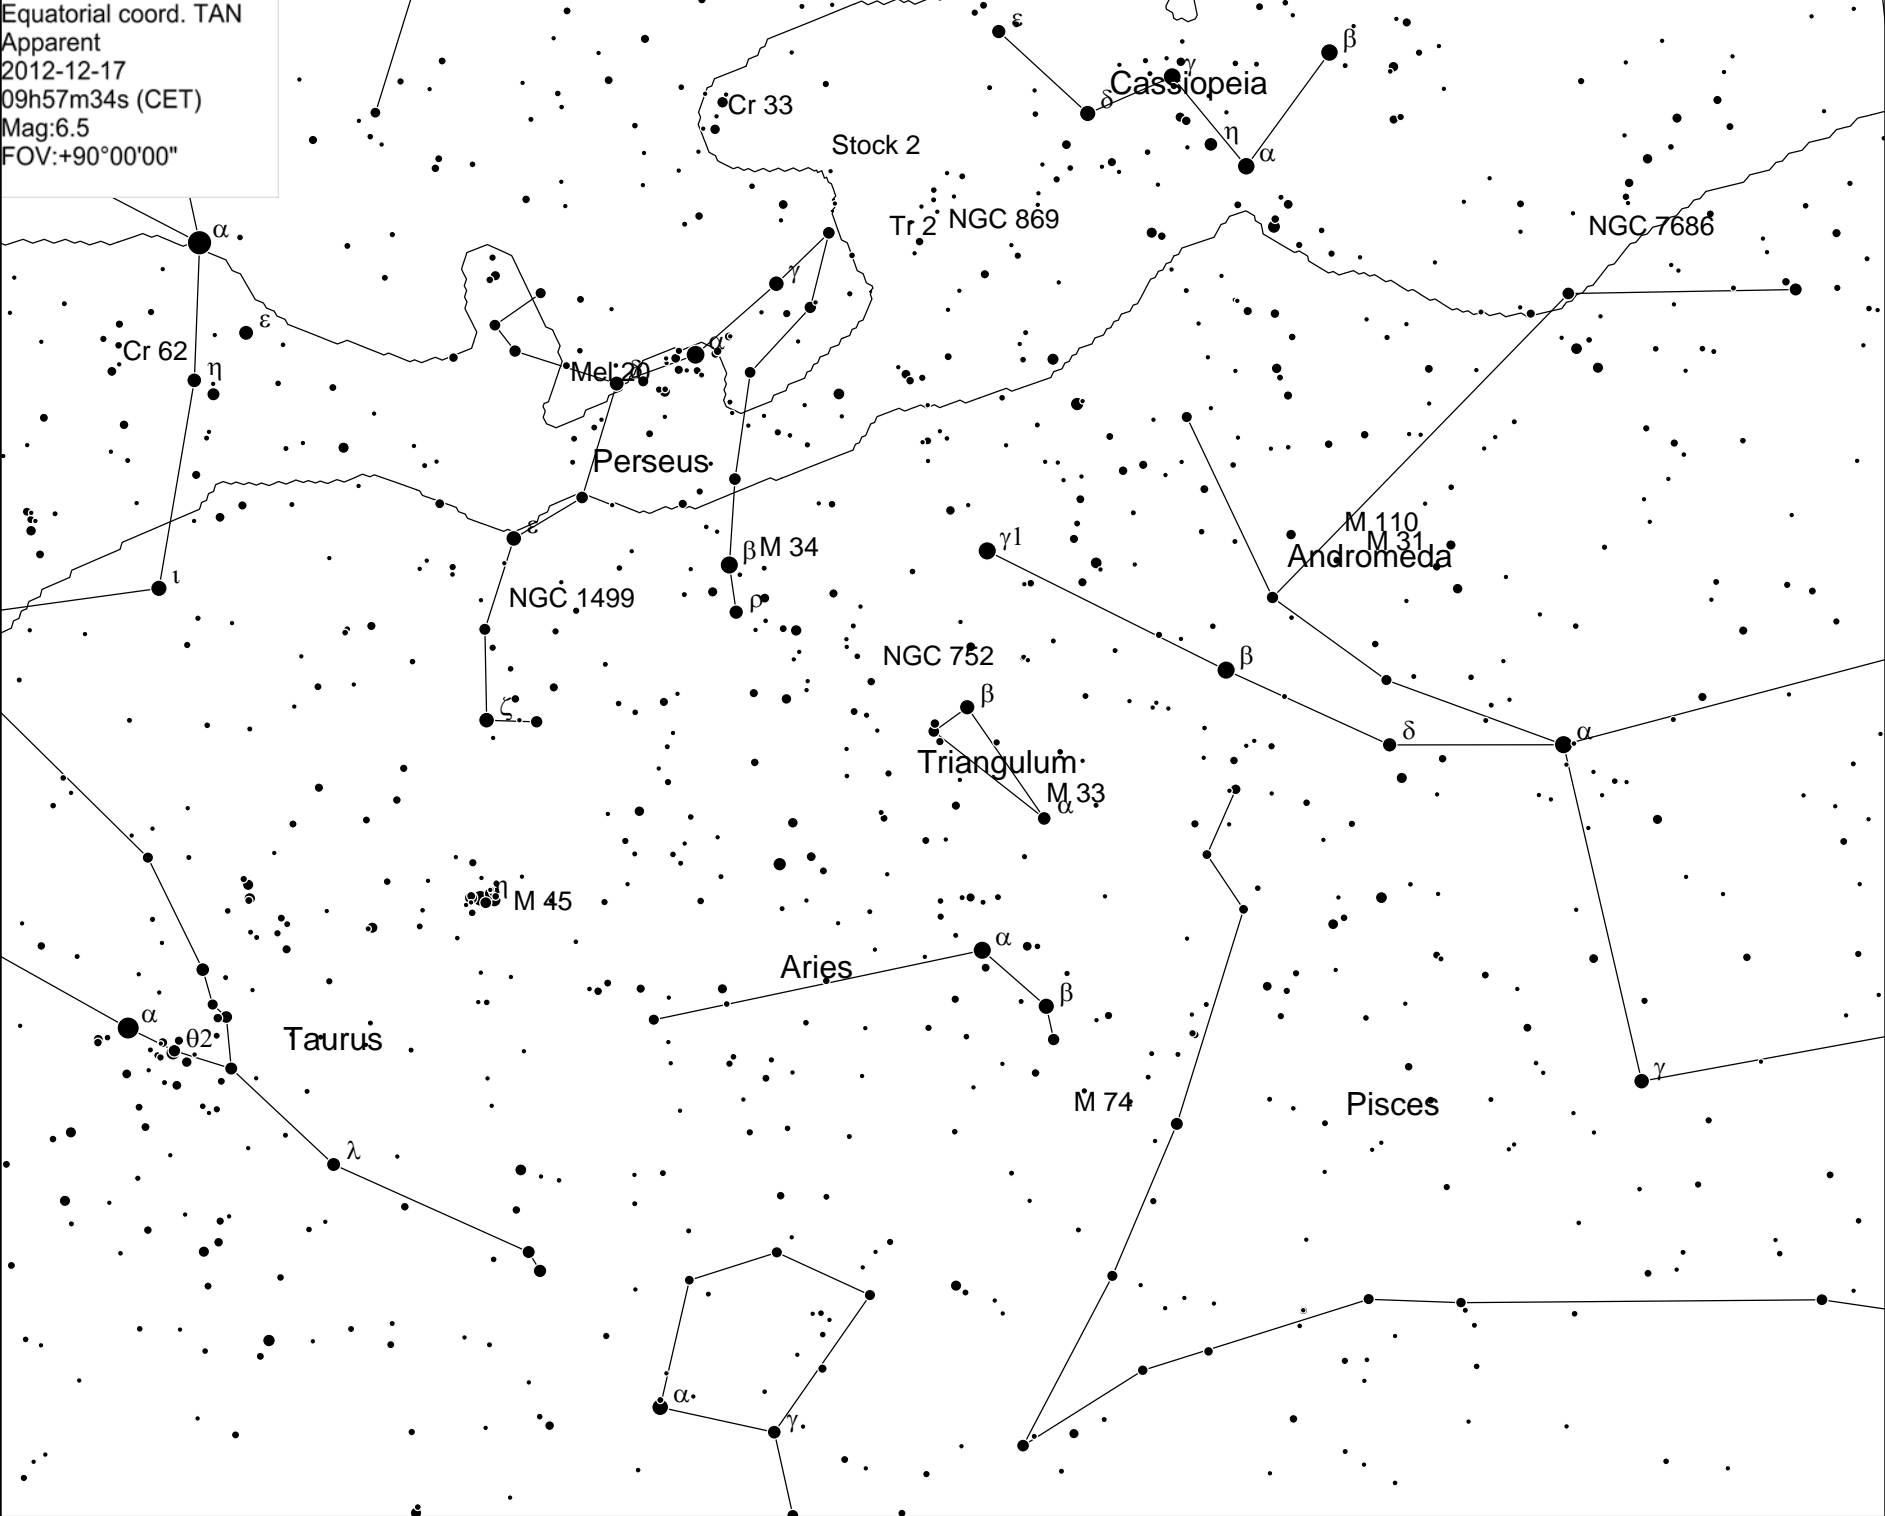 Equatorial coord. TAN
Apparent
2012-12-17
09h57m34s (CET)
Mag:6.5
FOV:+90°00'00"
ε
β
γ
Cassiopeia
δ
Cr 33
η
α
Stock 2
Tr 2
NGC 869
NGC 7686
α
γ
ε
Cr 62
η
α
δ
Mel 20
Perseus
ε
β
M 34
γ1
M 110
M 31
Andromeda
ι
NGC 1499
ρ
NGC 752
β
ζ
β
δ
α
Triangulum
M 33
α
η
M 45
α
Aries
β
α
θ2
Taurus
γ
M 74
Pisces
λ
α
γ